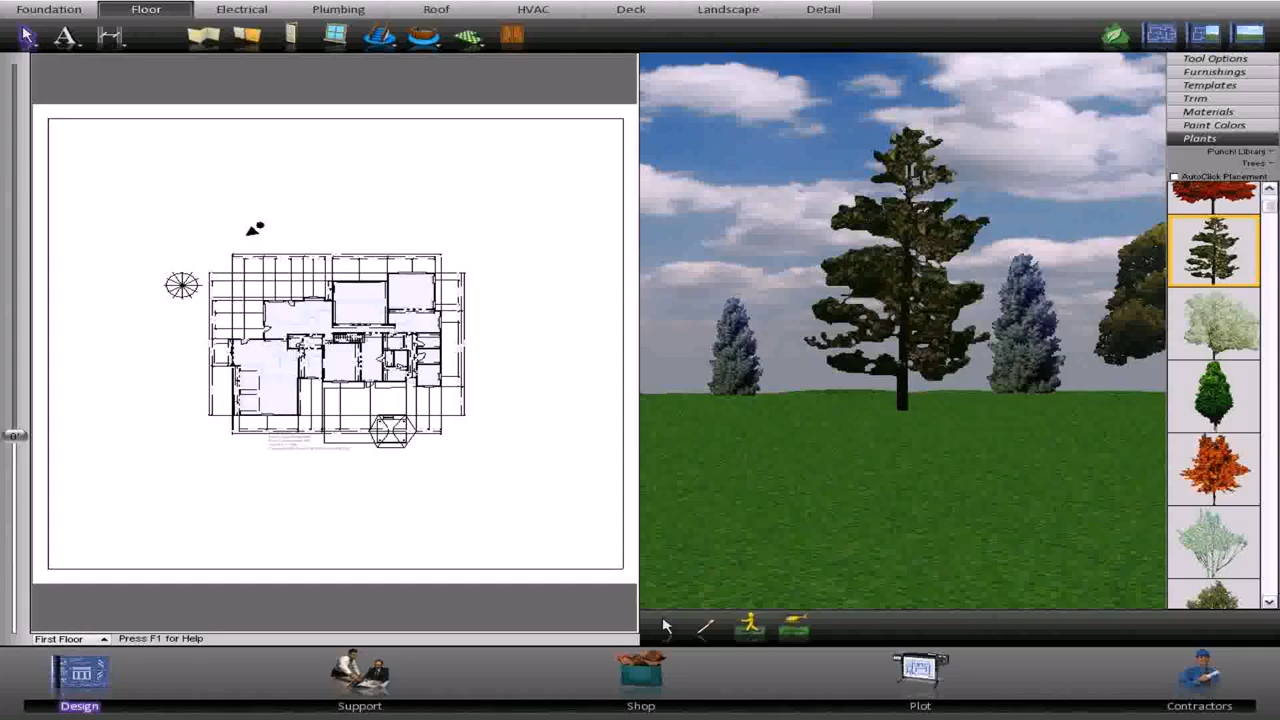 Foundation Floor Electrical Plumbing Roof HVAC Deck Landscape Detail
A
Tool Options
Furnishings
Templates
Trim
Materials
Paint Colors
Plants
Punch! Library
Trees
AutoClick Placement
0'
First Floor Press F1 for Help
Design Support Shop Plot Contractors